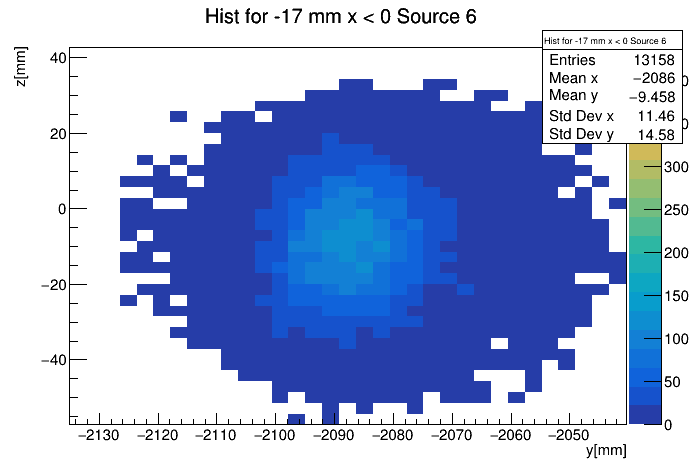 Hist for -17 mm x < 0 Source 6
z[mm]
40
20
0
−20
−40
Hist for -17 mm x < 0 Source 6
Entries 13158
Mean x −2086
Mean y −9.458
Std Dev x 11.46
Std Dev y 14.58
300
250
200
150
100
50
0
−2130 −2120 −2110 −2100 −2090 −2080 −2070 −2060 −2050
y[mm]